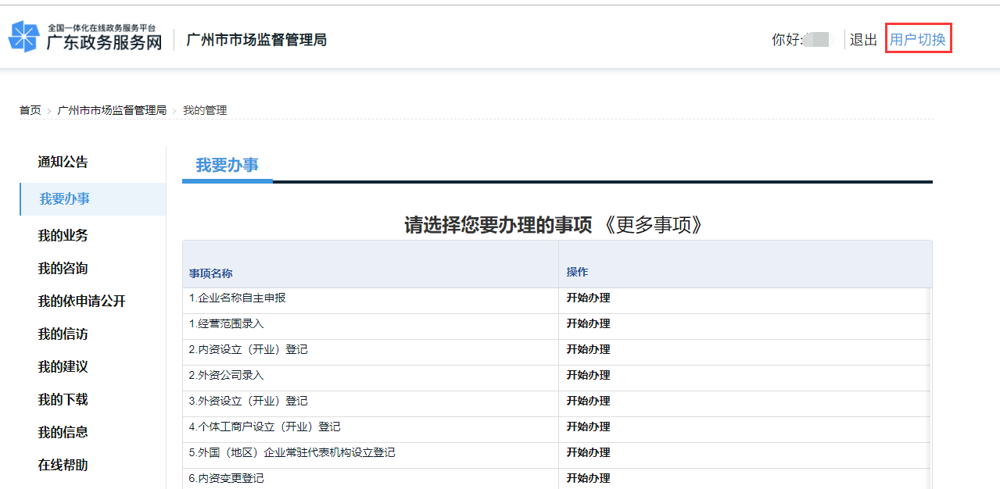 全国一体化在线政务服务平台
广东政务服务网
广州市市场监督管理局
你好: 退出 用户切换
首页 > 广州市市场监督管理局 > 我的管理
通知公告
我要办事
我的业务
我的咨询
我的依申请公开
我的信访
我的建议
我的下载
我的信息
在线帮助
我要办事
请选择您要办理的事项 《更多事项》
事项名称 操作
1.企业名称自主申报 开始办理
1.经营范围录入 开始办理
2.内资设立（开业）登记 开始办理
2.外资公司录入 开始办理
3.外资设立（开业）登记 开始办理
4.个体工商户设立（开业）登记 开始办理
5.外国（地区）企业常驻代表机构设立登记 开始办理
6.内资变更登记 开始办理